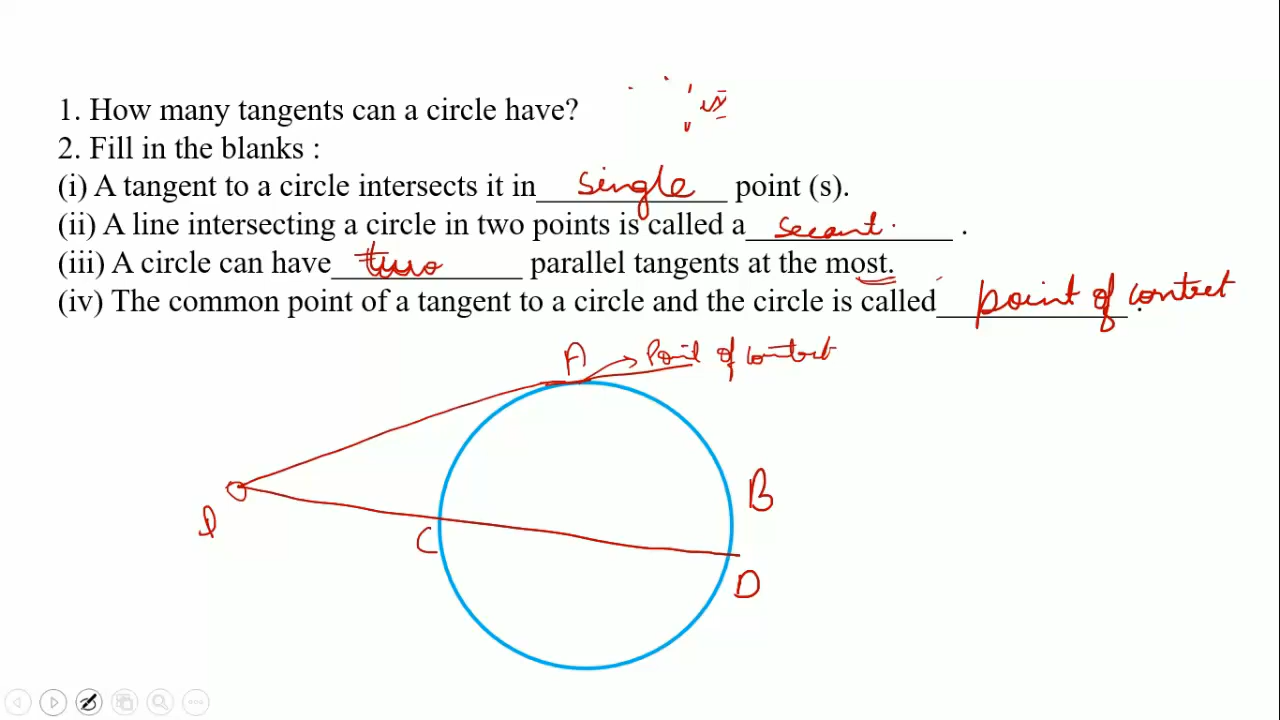 1. How many tangents can a circle have?
2. Fill in the blanks :
(i) A tangent to a circle intersects it in single point (s).
(ii) A line intersecting a circle in two points is called a secant .
(iii) A circle can have two parallel tangents at the most.
(iv) The common point of a tangent to a circle and the circle is called point of contact .
A Point of contact
B
C
D